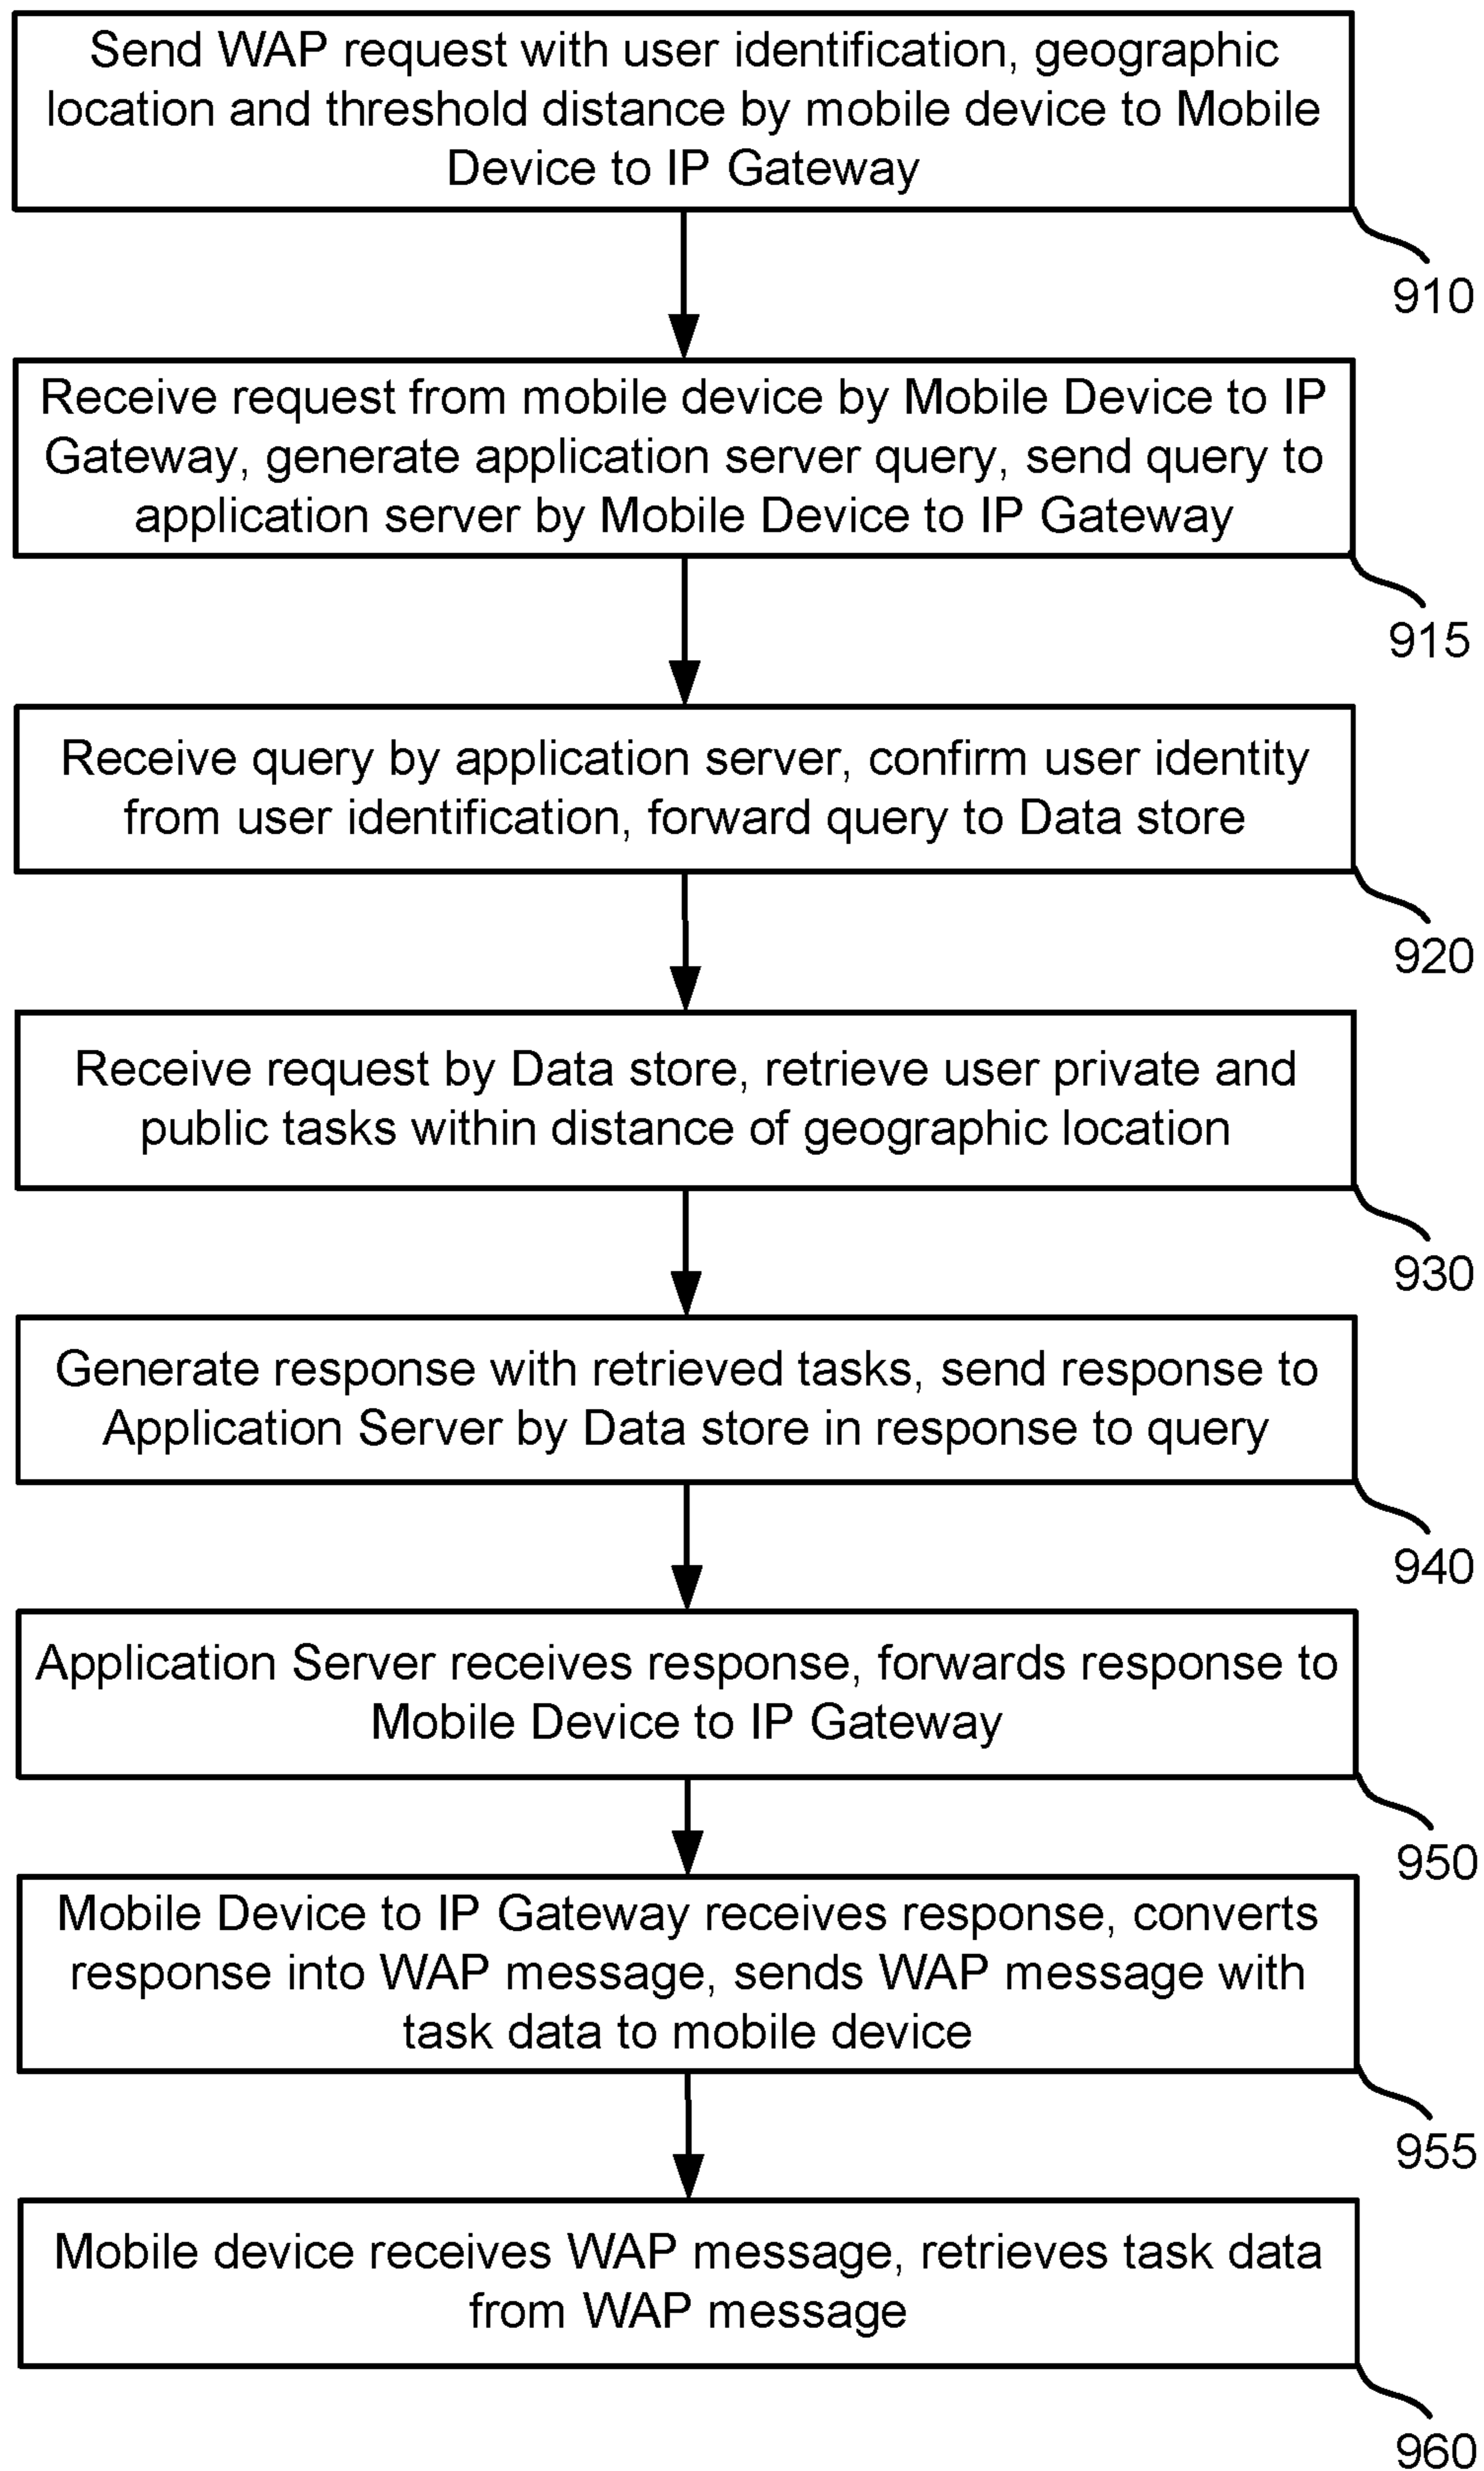 Send WAP request with user identification, geographic
location and threshold distance by mobile device to Mobile
Device to IP Gateway
910
Receive request from mobile device by Mobile Device to IP
Gateway, generate application server query, send query to
application server by Mobile Device to IP Gateway
915
Receive query by application server, confirm user identity
from user identification, forward query to Data store
920
Receive request by Data store, retrieve user private and
public tasks within distance of geographic location
930
Generate response with retrieved tasks, send response to
Application Server by Data store in response to query
940
Application Server receives response, forwards response to
Mobile Device to IP Gateway
950
Mobile Device to IP Gateway receives response, converts
response into WAP message, sends WAP message with
task data to mobile device
955
Mobile device receives WAP message, retrieves task data
from WAP message
960